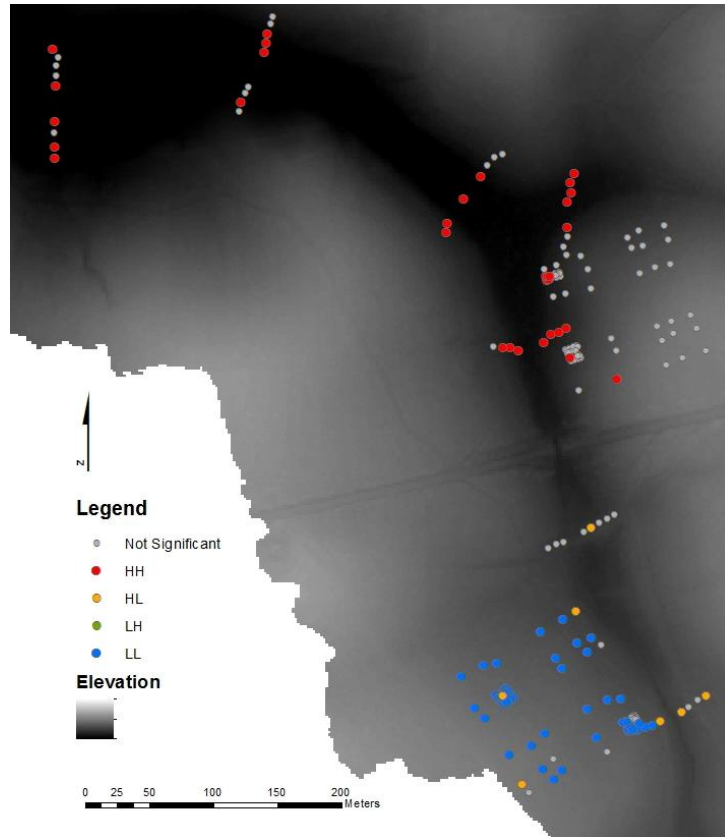 N
Legend
Not Significant
HH
HL
LH
LL
Elevation
0 25 50 100 150 200
Meters